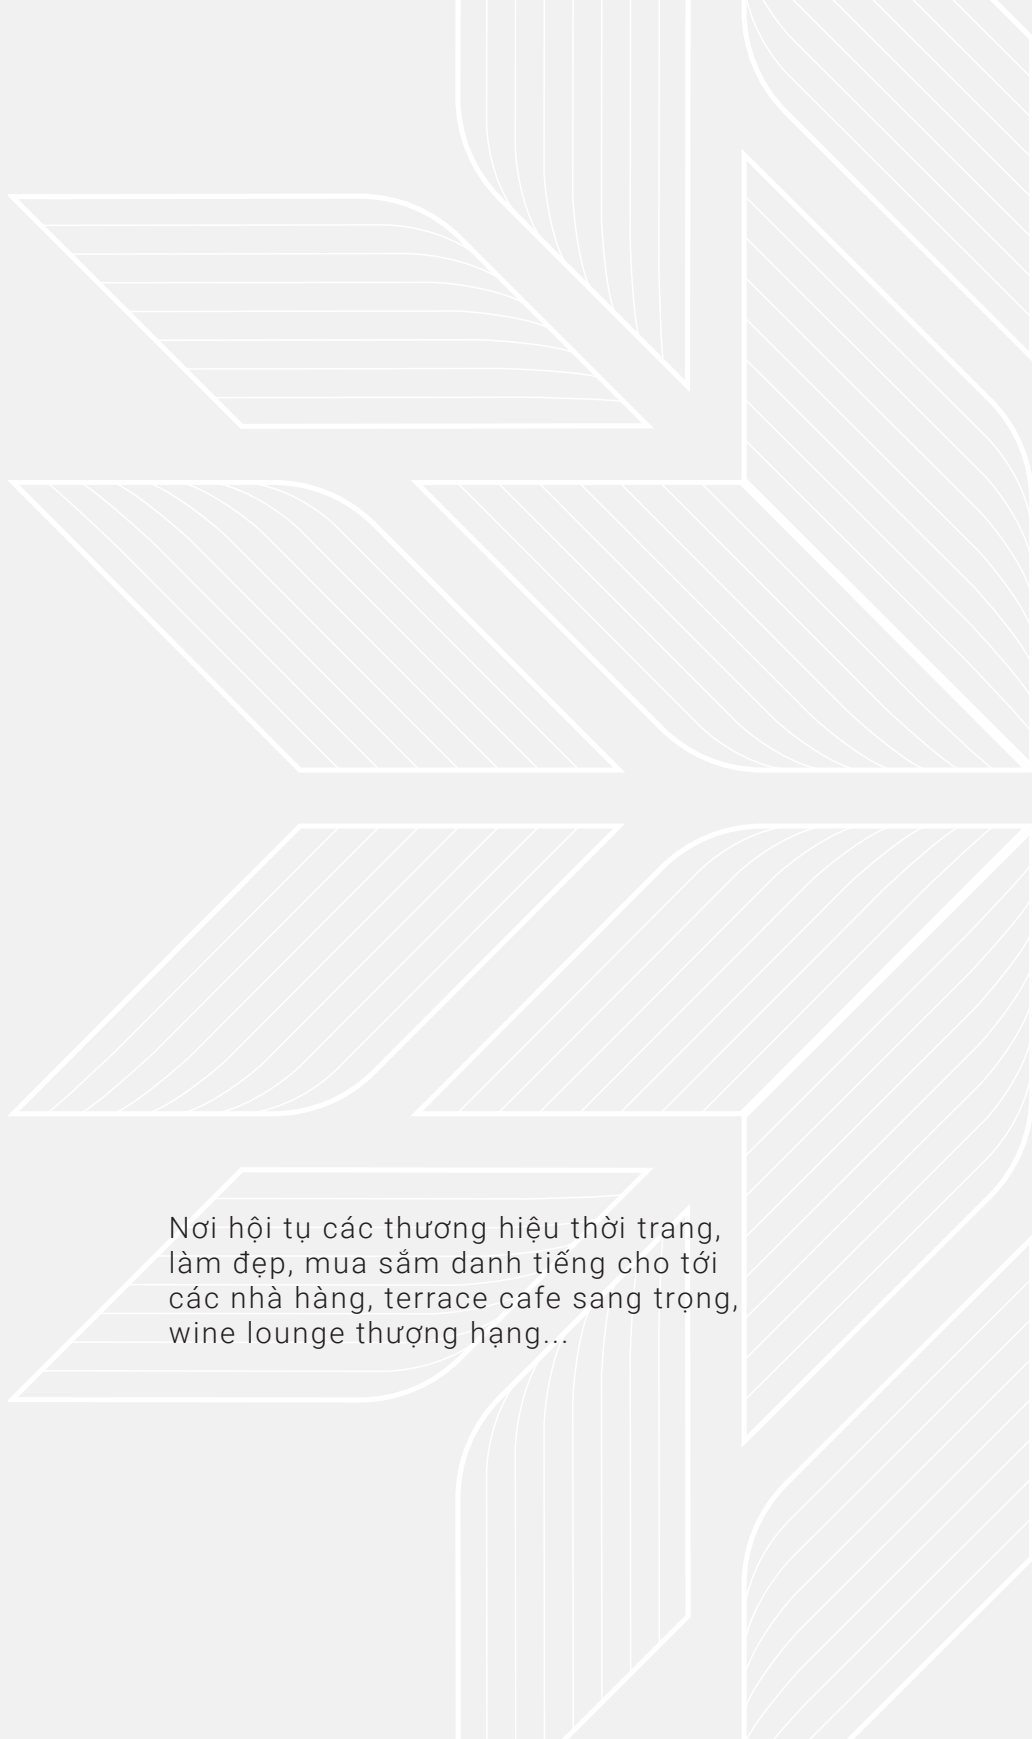 Nơi hội tụ các thương hiệu thời trang,
làm đẹp, mua sắm danh tiếng cho tới
các nhà hàng, terrace cafe sang trọng,
wine lounge thượng hạng...